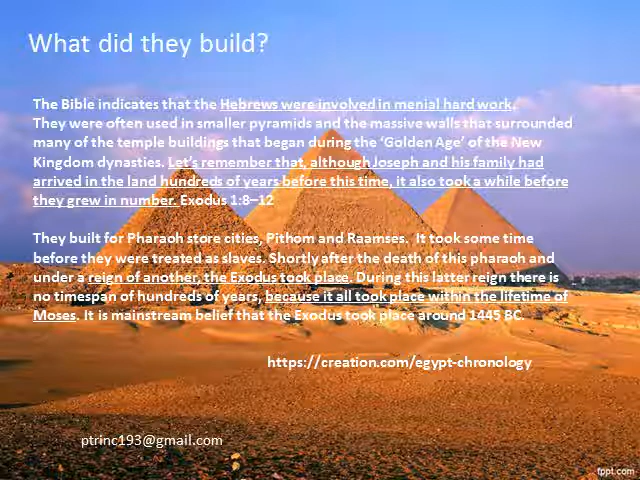 What did they build?
The Bible indicates that the Hebrews were involved in menial hard work.
They were often used in smaller pyramids and the massive walls that surrounded
many of the temple buildings that began during the ‘Golden Age’ of the New
Kingdom dynasties. Let’s remember that, although Joseph and his family had
arrived in the land hundreds of years before this time, it also took a while before
they grew in number. Exodus 1:8–12
They built for Pharaoh store cities, Pithom and Raamses. It took some time
before they were treated as slaves. Shortly after the death of this pharaoh and
under a reign of another, the Exodus took place. During this latter reign there is
no timespan of hundreds of years, because it all took place within the lifetime of
Moses. It is mainstream belief that the Exodus took place around 1445 BC.
https://creation.com/egypt-chronology
ptrinc193@gmail.com
fppt.com